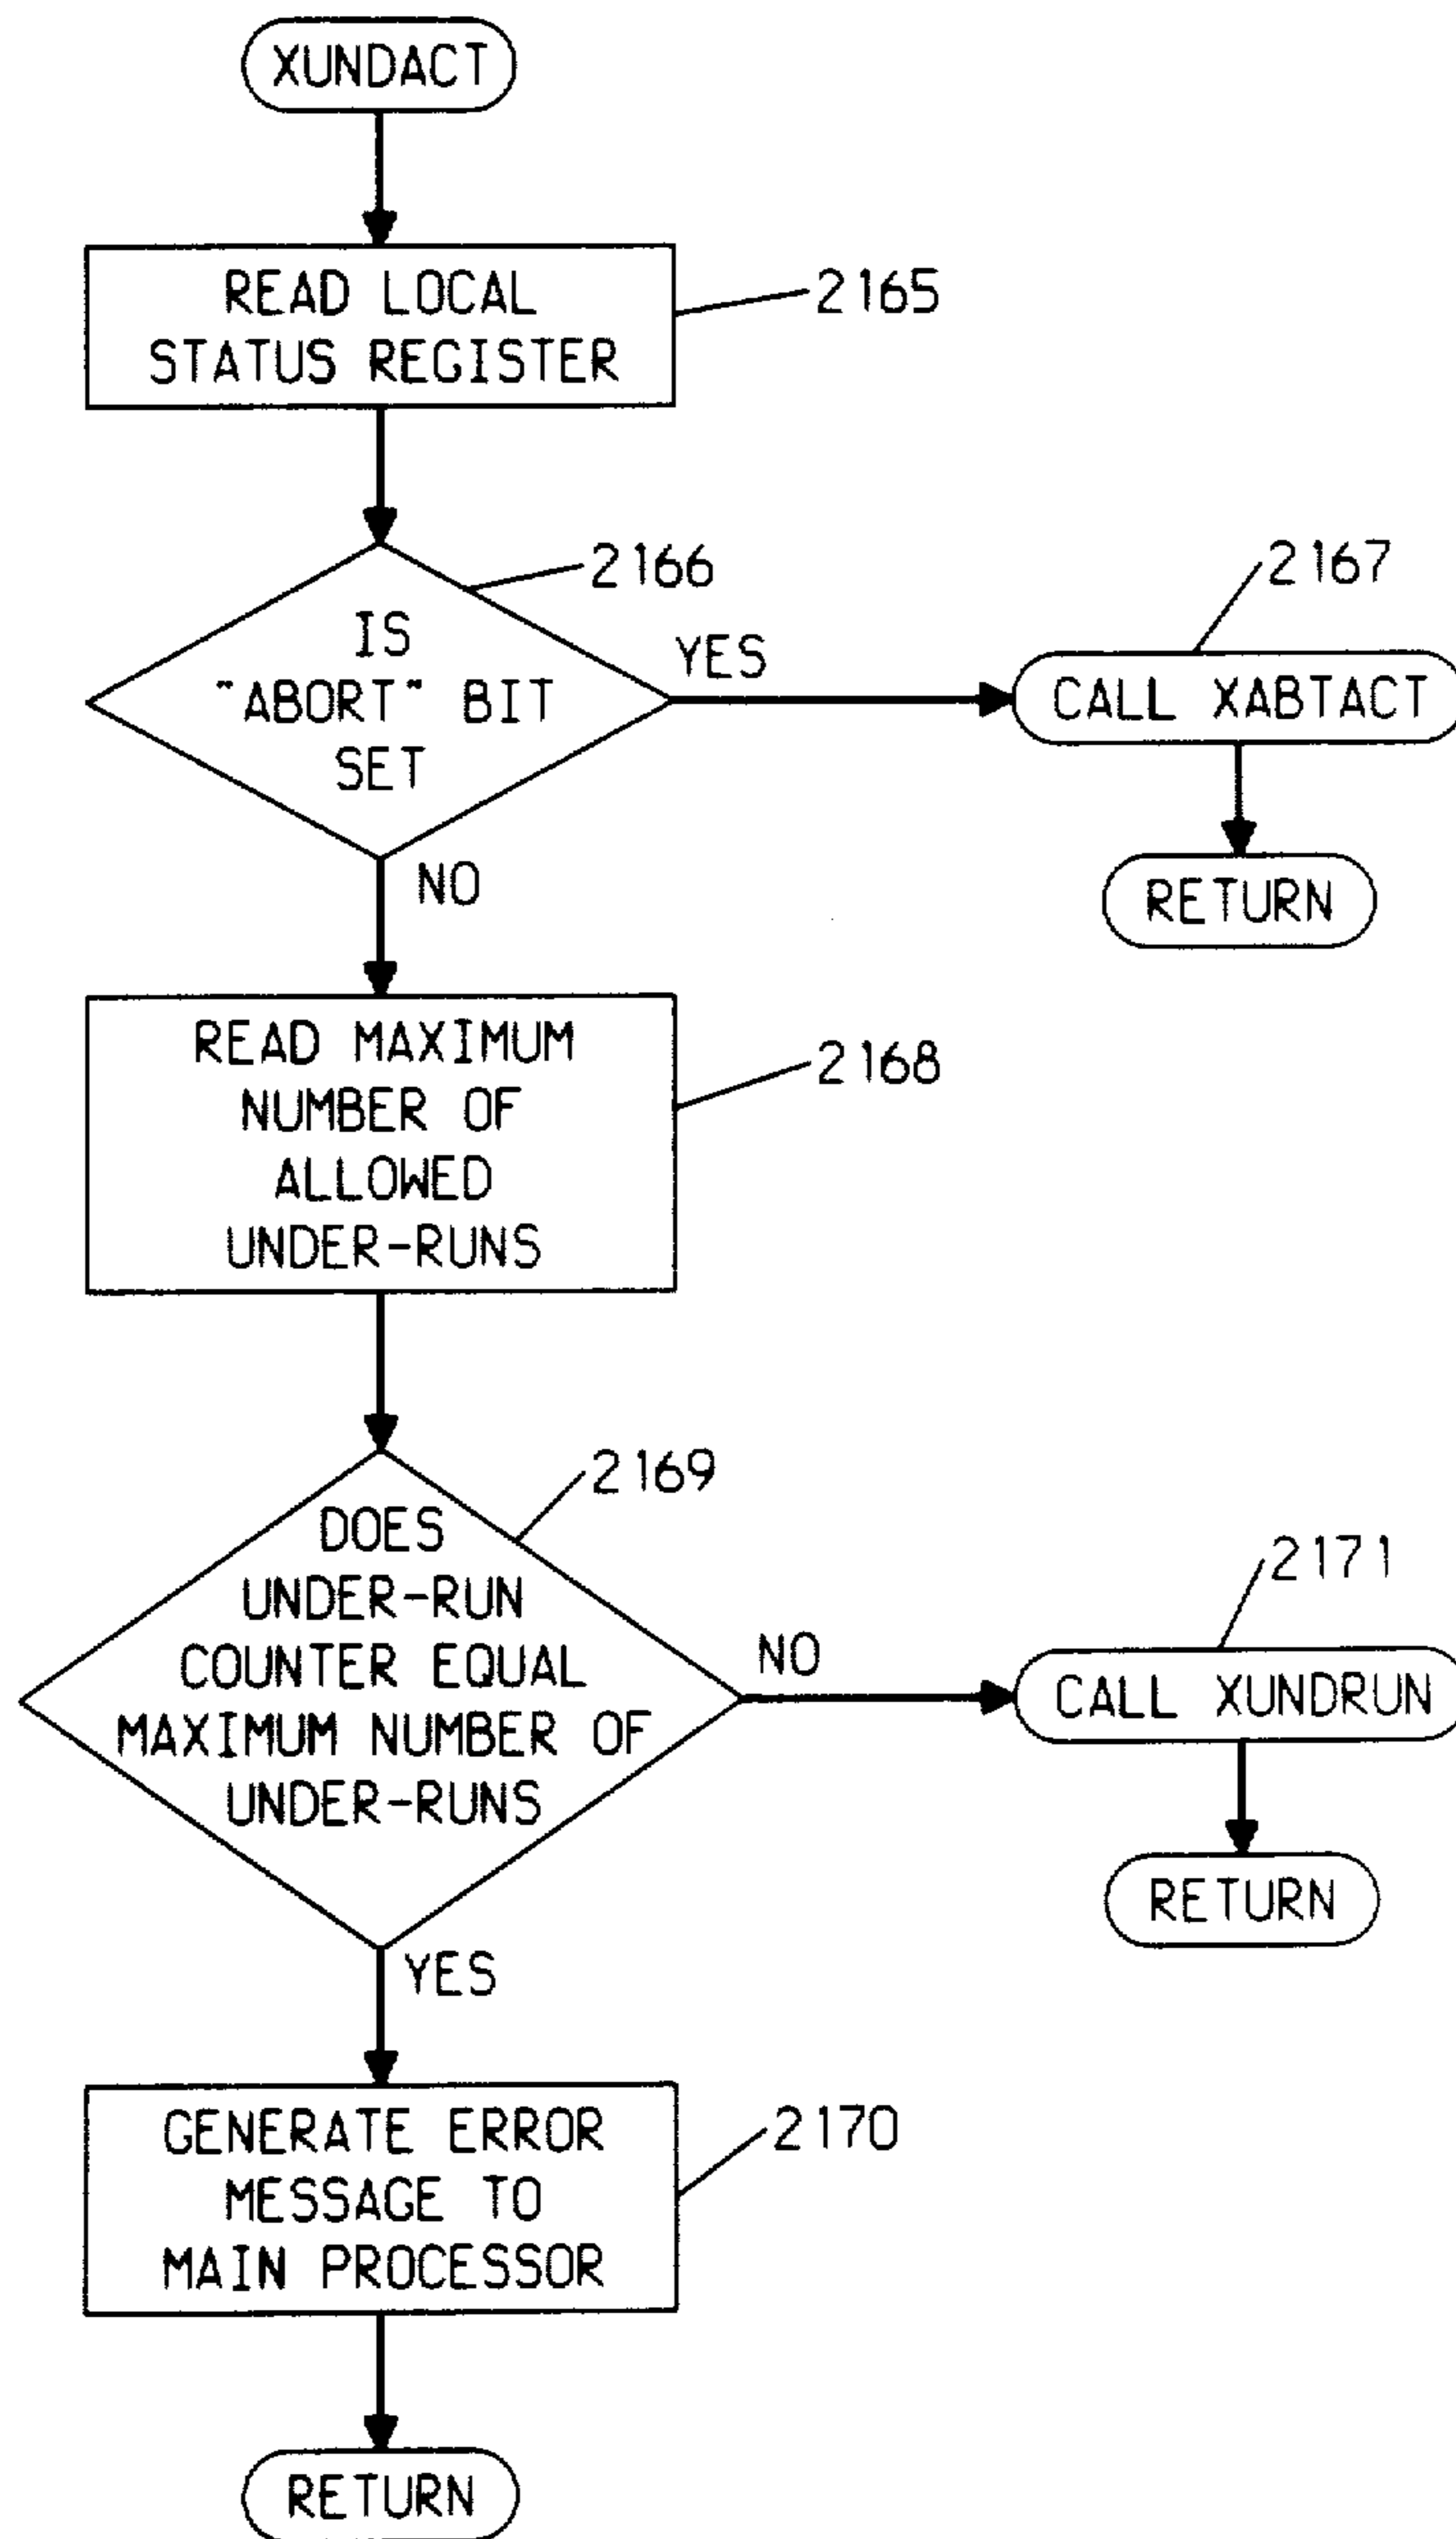 XUNDACT
READ LOCAL
STATUS REGISTER
2165
2166
IS
"ABORT" BIT
SET
YES
2167
CALL XABTACT
RETURN
NO
READ MAXIMUM
NUMBER OF
ALLOWED
UNDER-RUNS
2168
2169
DOES
UNDER-RUN
COUNTER EQUAL
MAXIMUM NUMBER OF
UNDER-RUNS
NO
2171
CALL XUNDRUN
RETURN
YES
GENERATE ERROR
MESSAGE TO
MAIN PROCESSOR
2170
RETURN